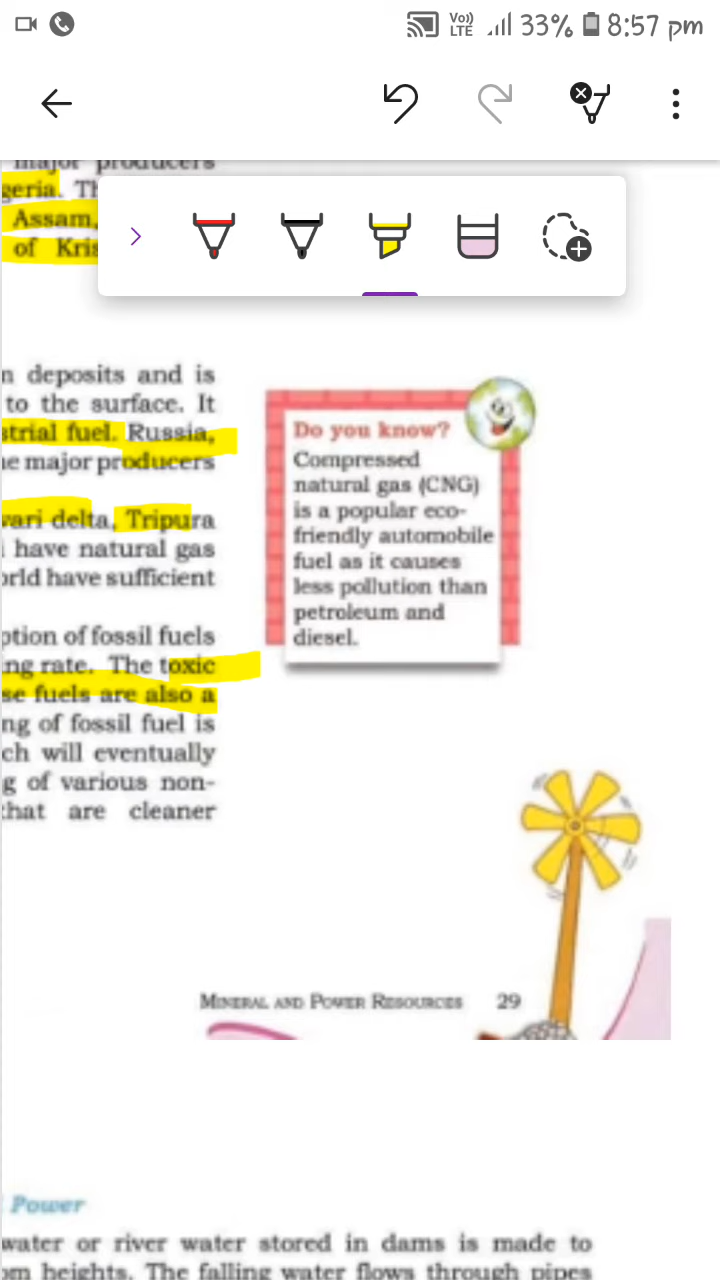 Vo)) LTE 33% 8:57 pm
major producers
geria. Th
Assam,
of Kris
n deposits and is
to the surface. It
strial fuel. Russia,
ne major producers
vari delta, Tripura
have natural gas
orld have sufficient
ption of fossil fuels
ng rate. The toxic
se fuels are also a
ng of fossil fuel is
ch will eventually
g of various non-
that are cleaner
Do you know?
Compressed
natural gas (CNG)
is a popular eco-
friendly automobile
fuel as it causes
less pollution than
petroleum and
diesel.
MINERAL AND POWER RESOURCES 29
Power
water or river water stored in dams is made to
om heights. The falling water flows through pipes